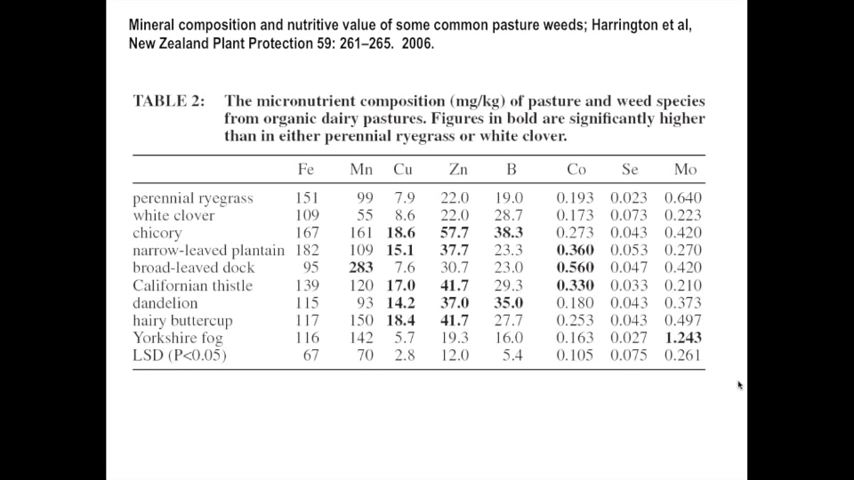 Mineral composition and nutritive value of some common pasture weeds; Harrington et al,
New Zealand Plant Protection 59: 261–265. 2006.
TABLE 2: The micronutrient composition (mg/kg) of pasture and weed species
from organic dairy pastures. Figures in bold are significantly higher
than in either perennial ryegrass or white clover.
Fe Mn Cu Zn B Co Se Mo
perennial ryegrass 151 99 7.9 22.0 19.0 0.193 0.023 0.640
white clover 109 55 8.6 22.0 28.7 0.173 0.073 0.223
chicory 167 161 18.6 57.7 38.3 0.273 0.043 0.420
narrow-leaved plantain 182 109 15.1 37.7 23.3 0.360 0.053 0.270
broad-leaved dock 95 283 7.6 30.7 23.0 0.560 0.047 0.420
Californian thistle 139 120 17.0 41.7 29.3 0.330 0.033 0.210
dandelion 115 93 14.2 37.0 35.0 0.180 0.043 0.373
hairy buttercup 117 150 18.4 41.7 27.7 0.253 0.043 0.497
Yorkshire fog 116 142 5.7 19.3 16.0 0.163 0.027 1.243
LSD (P<0.05) 67 70 2.8 12.0 5.4 0.105 0.075 0.261